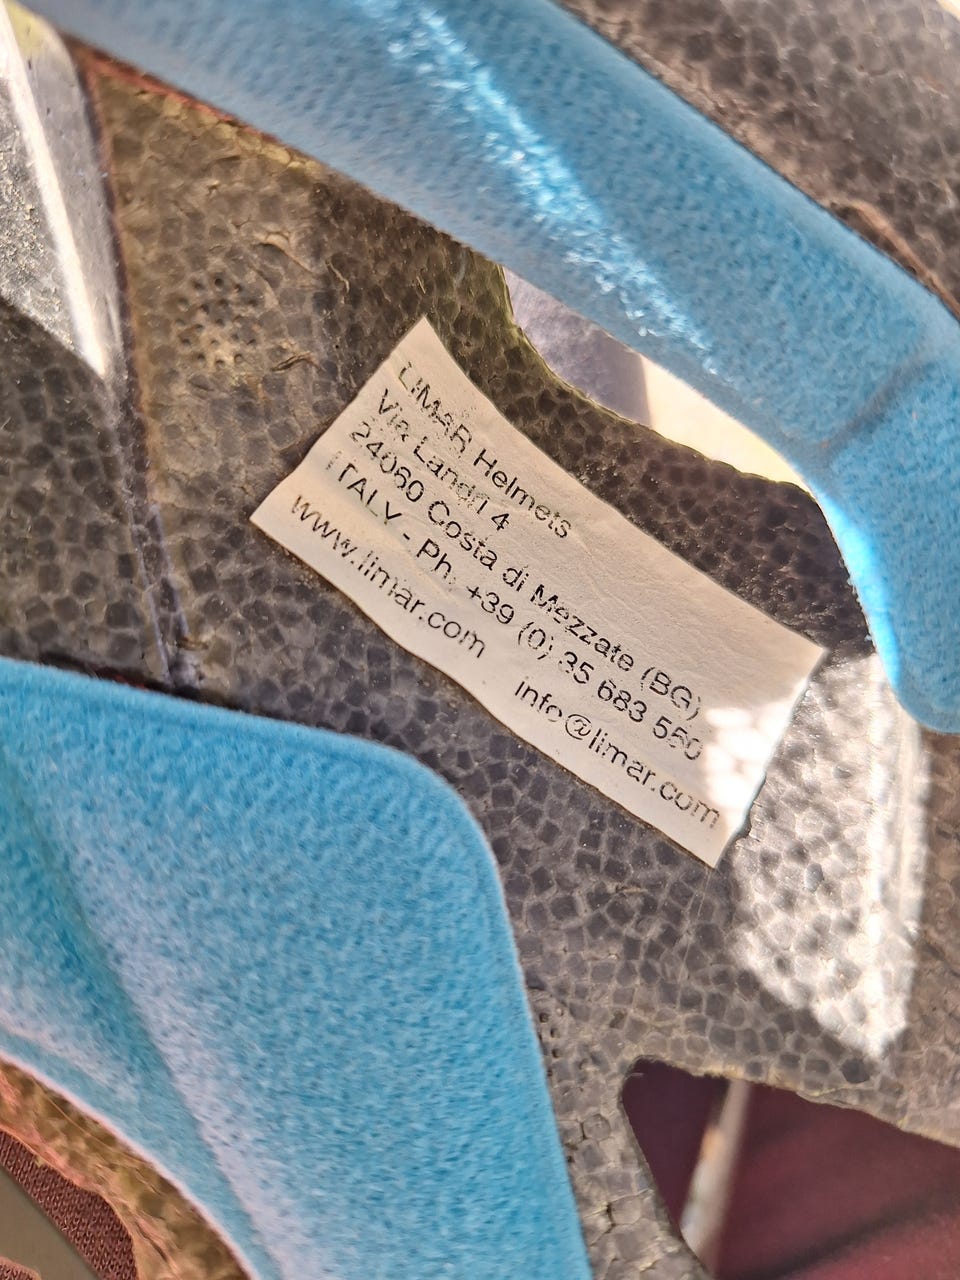 LIMAR Helmets
Via Landri 4
24060 Costa di Mezzate (BG)
ITALY - Ph. +39 (0) 35 683 550
www.limar.com info@limar.com